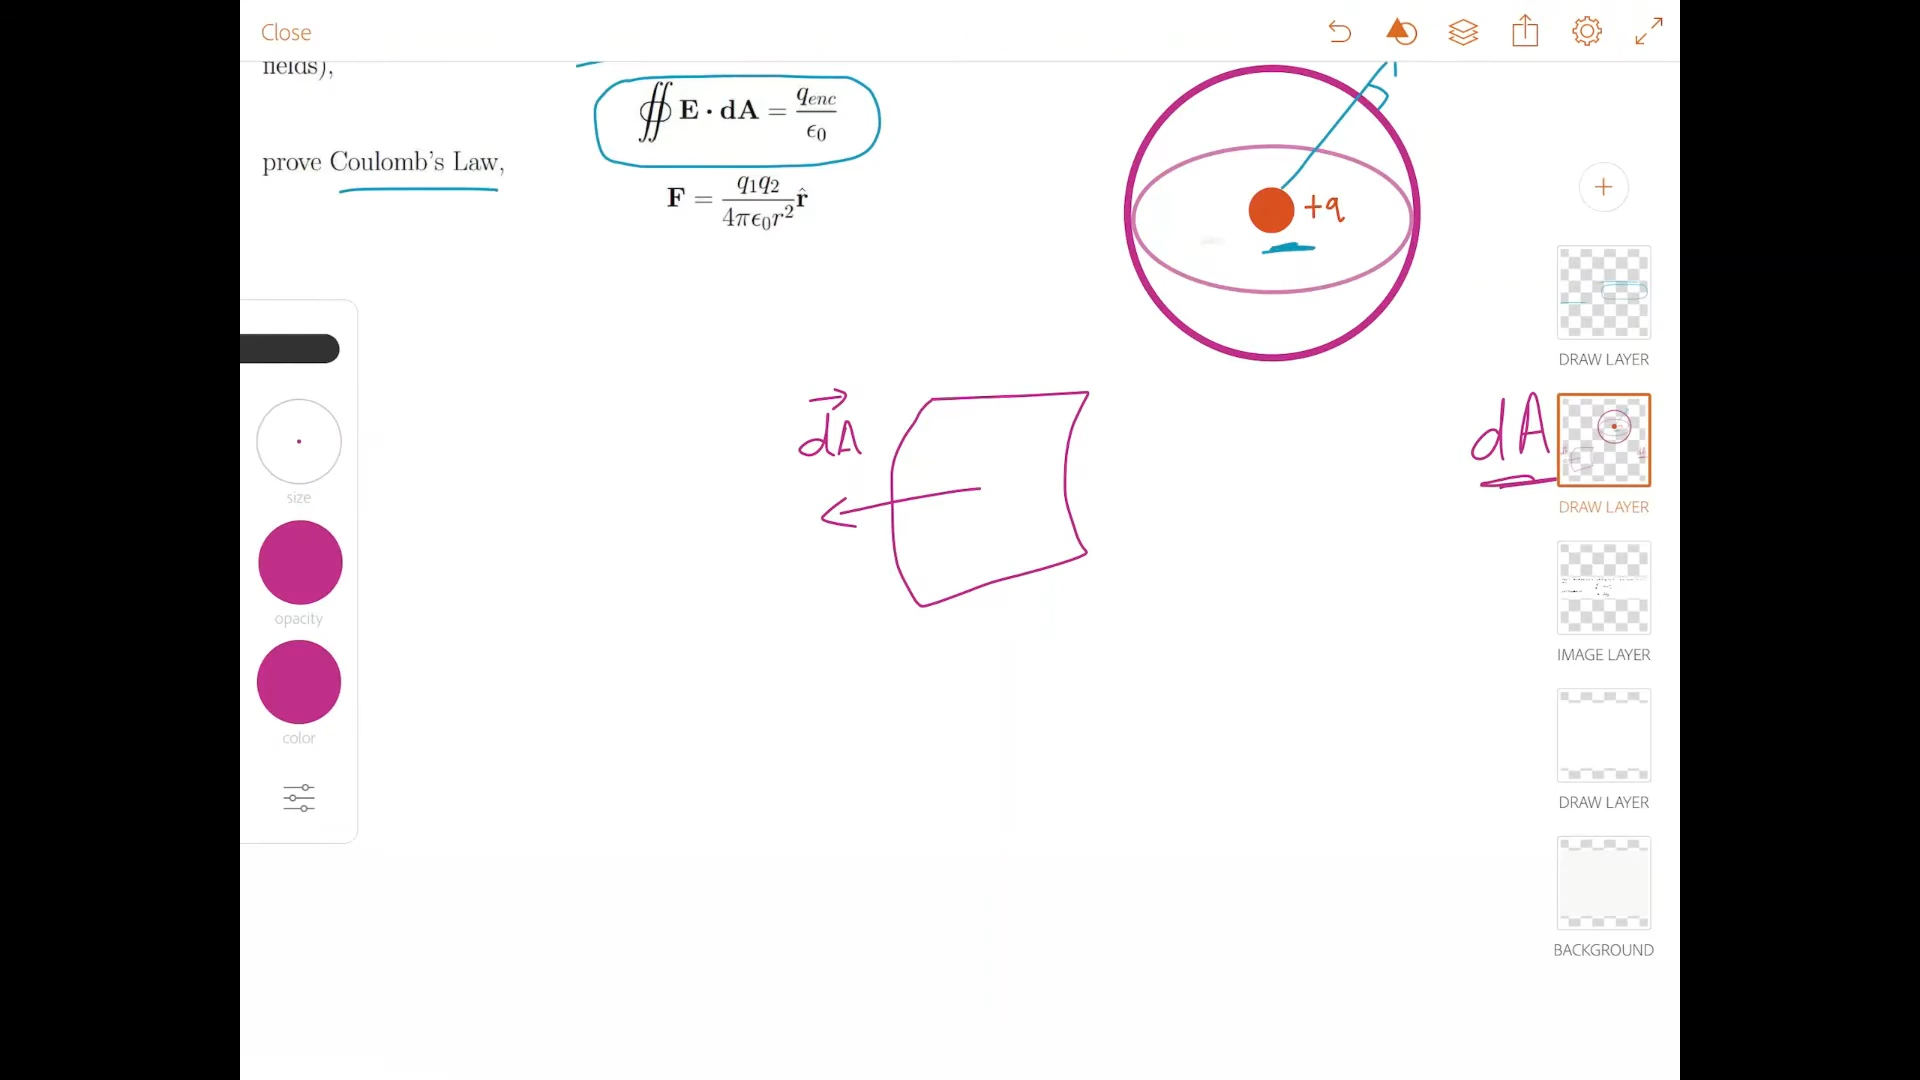 Close
fields),
∯ E · dA = q_enc / ε₀
prove Coulomb's Law,
F = q₁q₂ / 4πε₀r² r̂
+q
dA
dA
size
opacity
color
DRAW LAYER
DRAW LAYER
IMAGE LAYER
DRAW LAYER
BACKGROUND